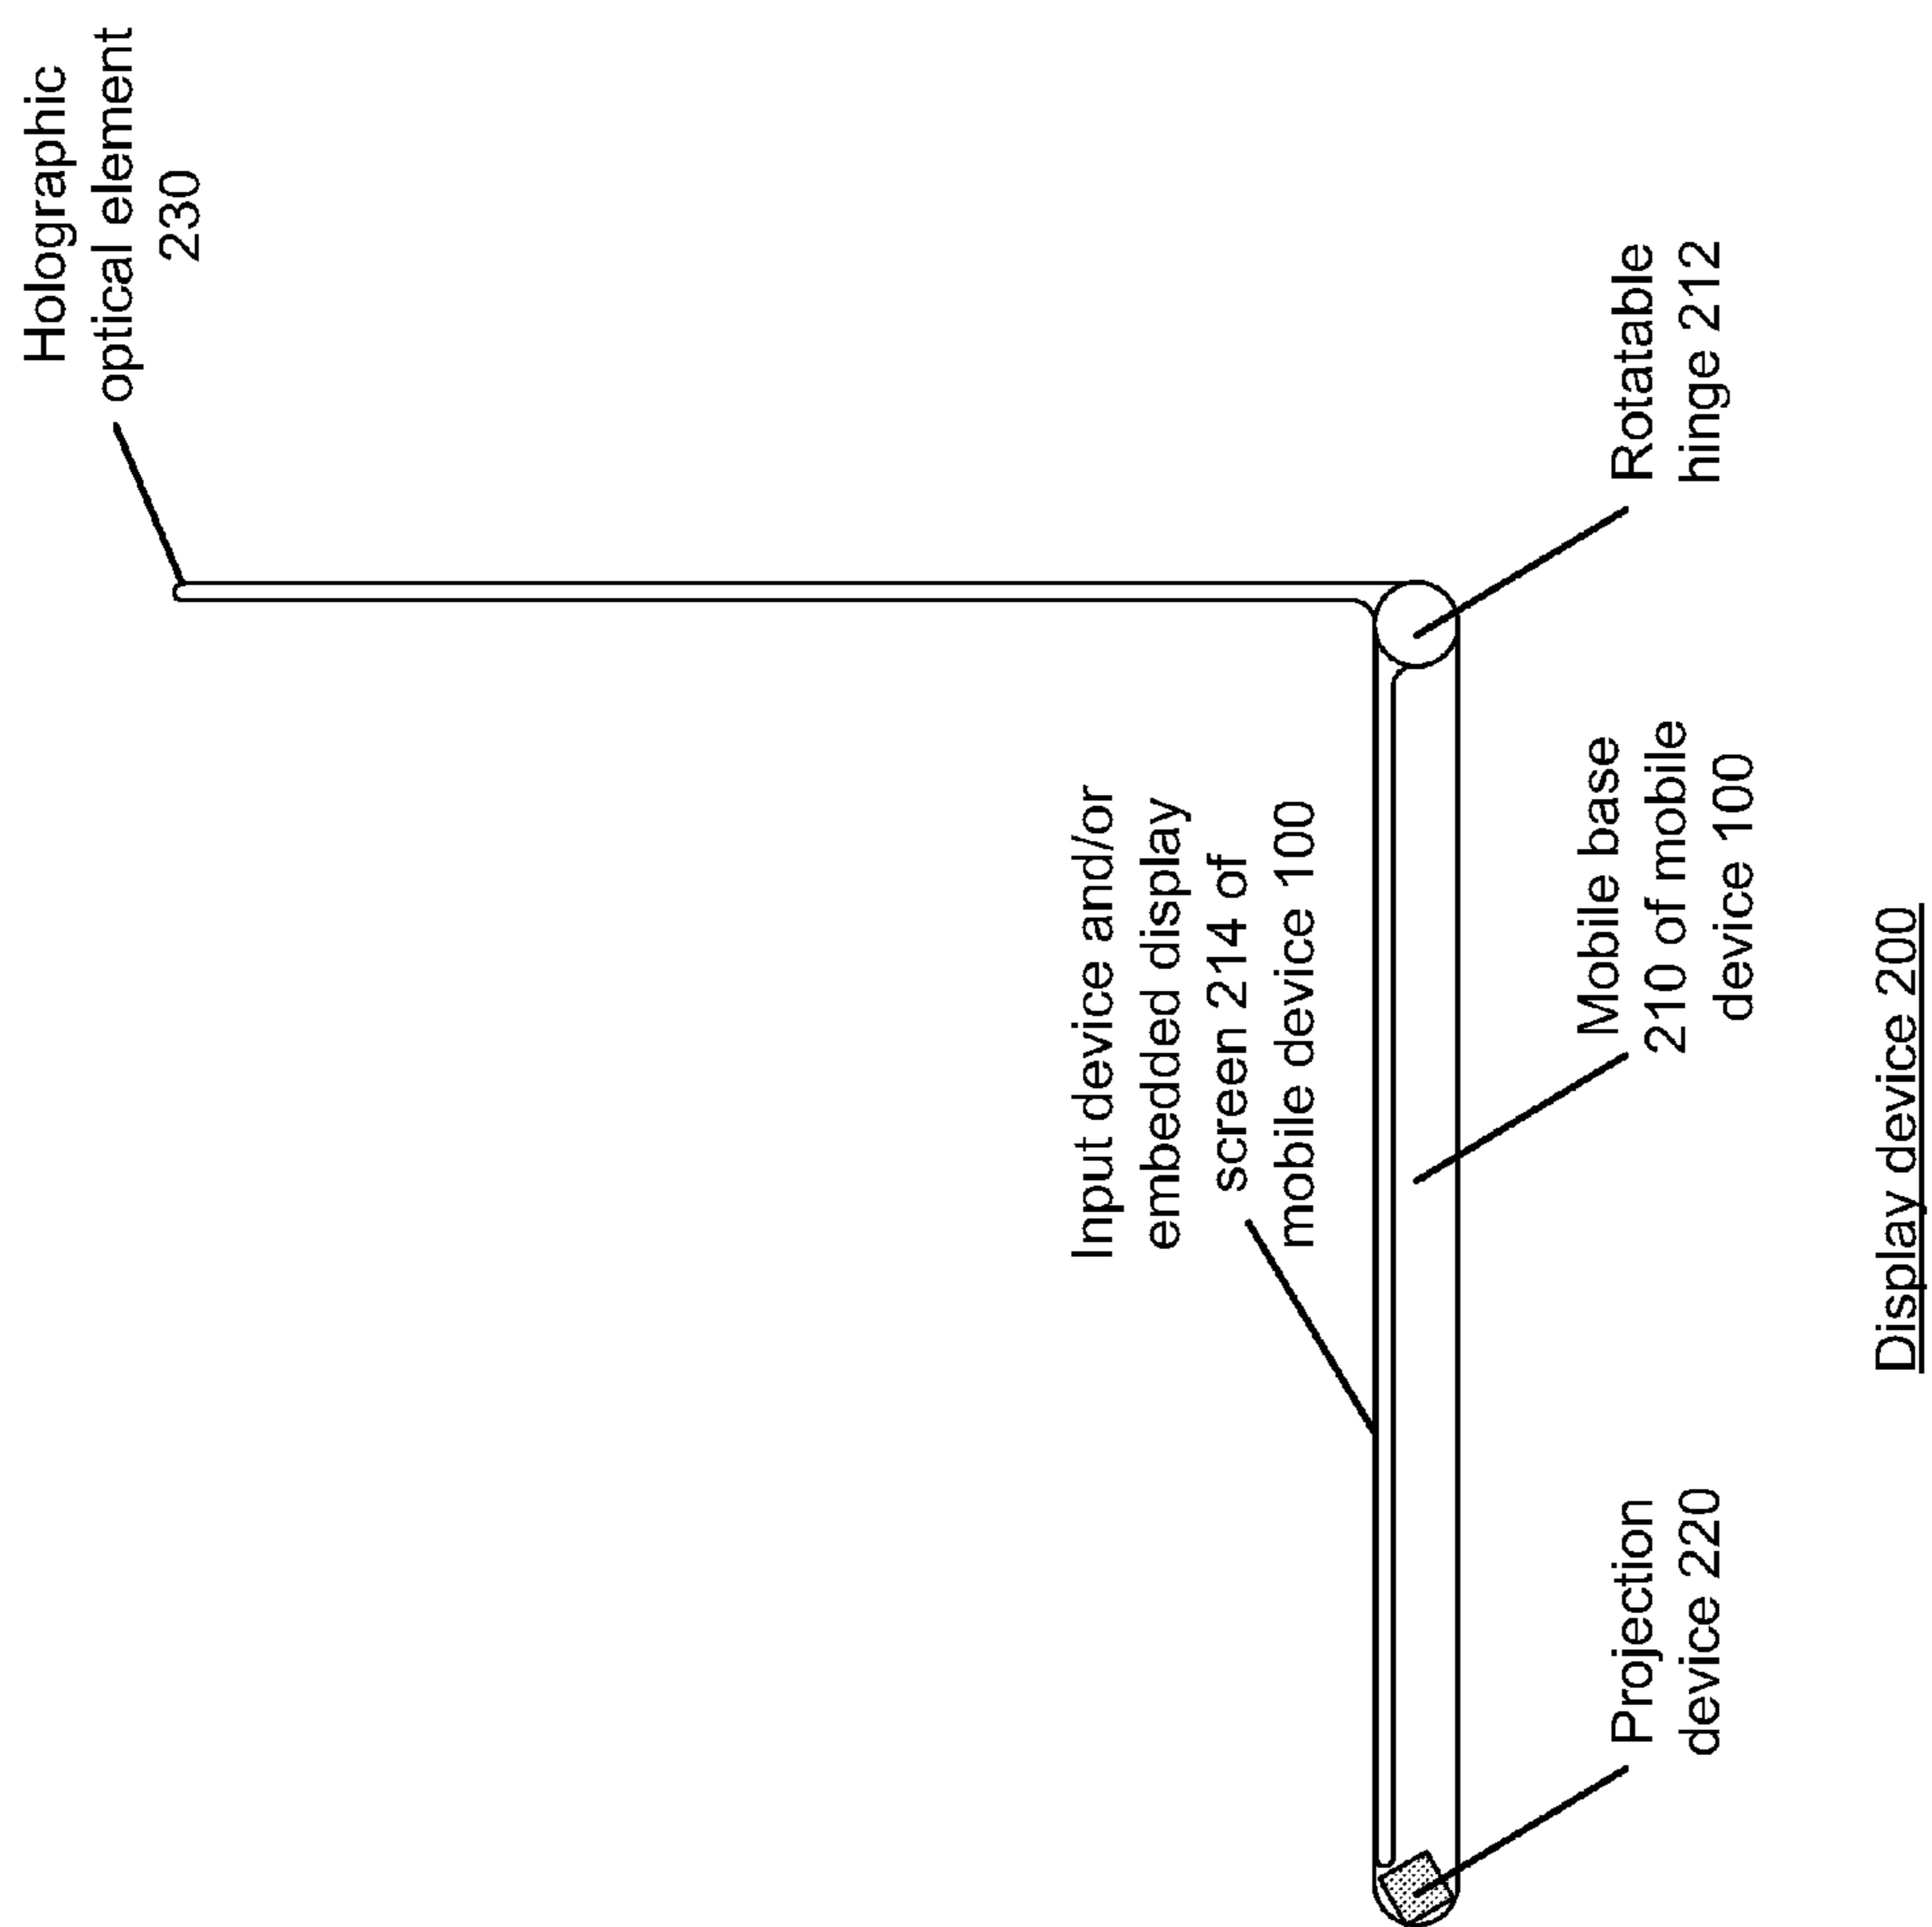 Holographic
optical element
230
Input device and/or
embedded display
screen 214 of
mobile device 100
Projection
device 220
Mobile base
210 of mobile
device 100
Rotatable
hinge 212
Display device 200